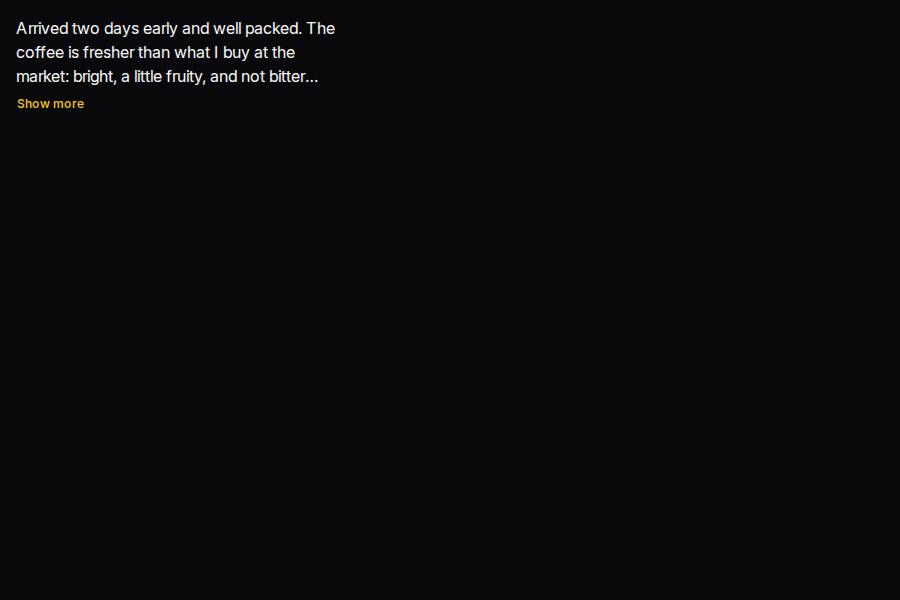 Arrived two days early and well packed. The
coffee is fresher than what I buy at the
market: bright, a little fruity, and not bitter…
Show more